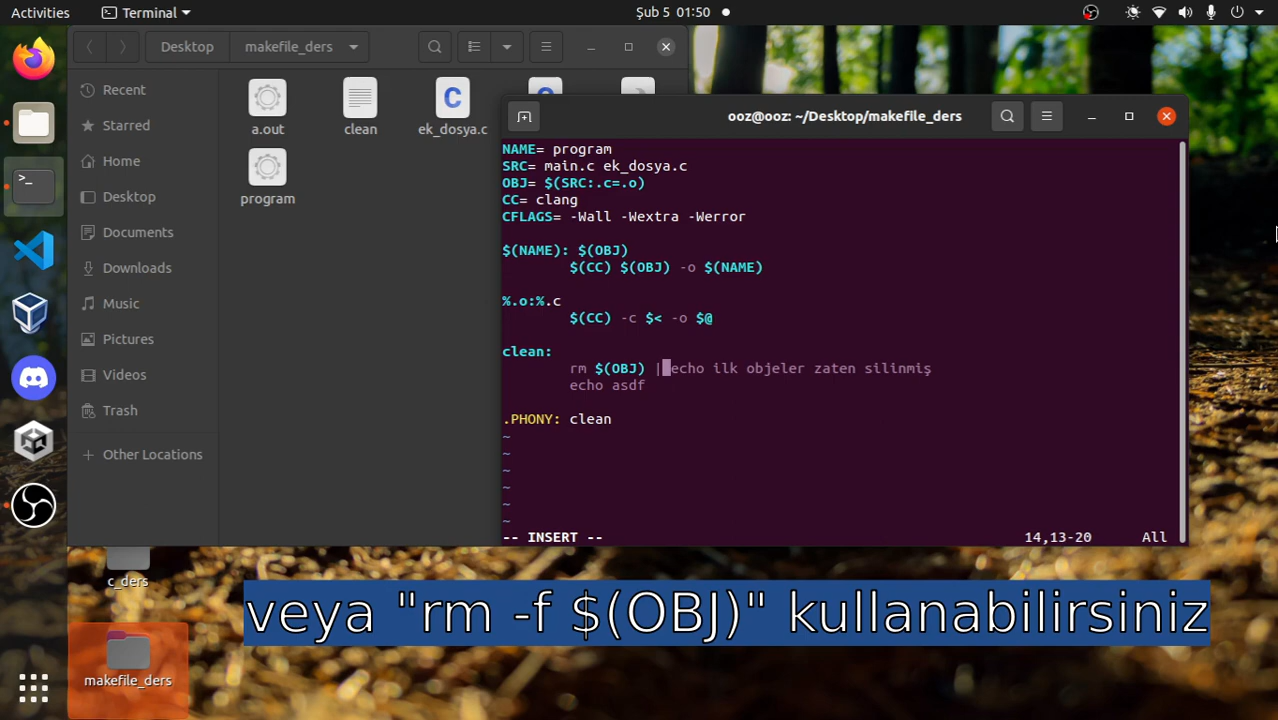 Activities
Terminal
Şub 5 01:50
Desktop
makefile_ders
Recent
Starred
Home
Desktop
Documents
Downloads
Music
Pictures
Videos
Trash
Other Locations
a.out
clean
ek_dosya.c
program
ooz@ooz: ~/Desktop/makefile_ders
NAME= program
SRC= main.c ek_dosya.c
OBJ= $(SRC:.c=.o)
CC= clang
CFLAGS= -Wall -Wextra -Werror
$(NAME): $(OBJ)
$(CC) $(OBJ) -o $(NAME)
%.o:%.c
$(CC) -c $< -o $@
clean:
rm $(OBJ) | echo ilk objeler zaten silinmiş
echo asdf
.PHONY: clean
~
~
~
~
~
~
-- INSERT -- 14,13-20 All
c_ders
makefile_ders
veya "rm -f $(OBJ)" kullanabilirsiniz